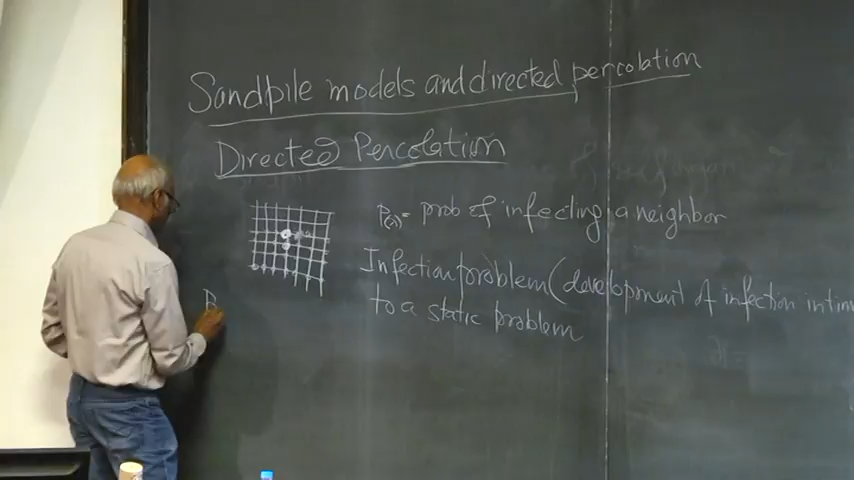 Sandpile models and directed percolation
Directed Percolation
P(n) = prob of infecting a neighbor
Infection problem (development of infection in tim
to a static problem
P